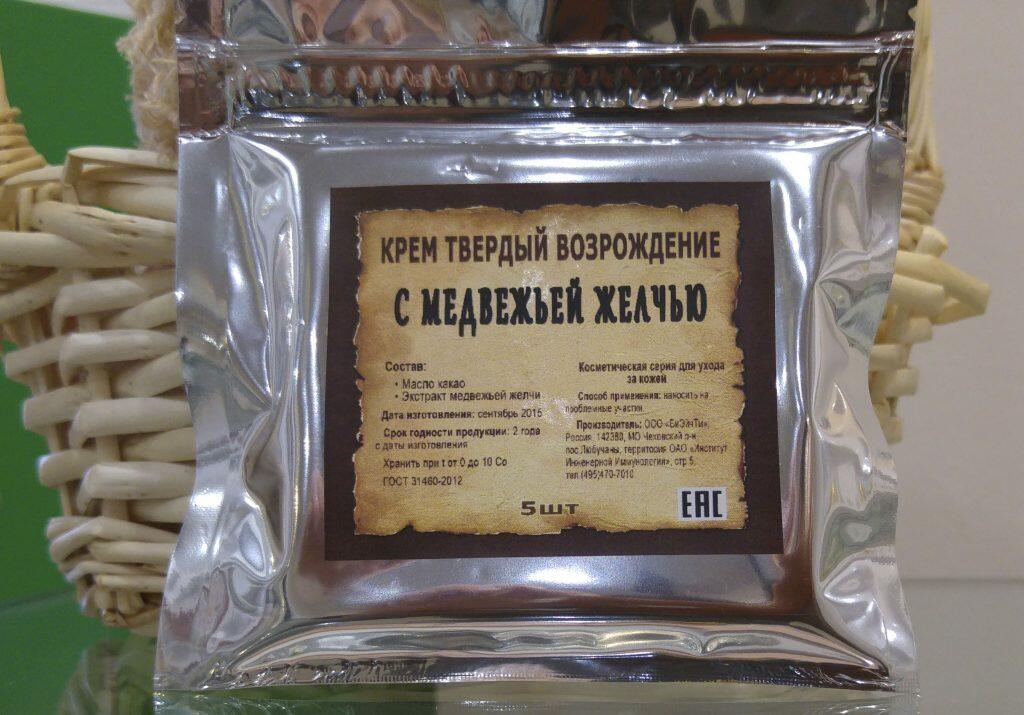 КРЕМ ТВЕРДЫЙ ВОЗРОЖДЕНИЕ
С МЕДВЕЖЬЕЙ ЖЕЛЧЬЮ
Состав:
• Масло какао
• Экстракт медвежьей желчи
Дата изготовления: сентябрь 2015
Срок годности продукции: 2 года
с даты изготовления
Хранить при t от 0 до 10 Со
ГОСТ 31460-2012
Косметическая серия для ухода
за кожей
Способ применения: наносить на
проблемные участки.
Производитель: ООО «БиЭйчТи»,
Россия, 142380, МО Чеховский р-н
пос.Любучаны, территория ОАО «Институт
Инженерной Иммунологии», стр 5,
тел.(495)470-7010
5шт
ЕАС